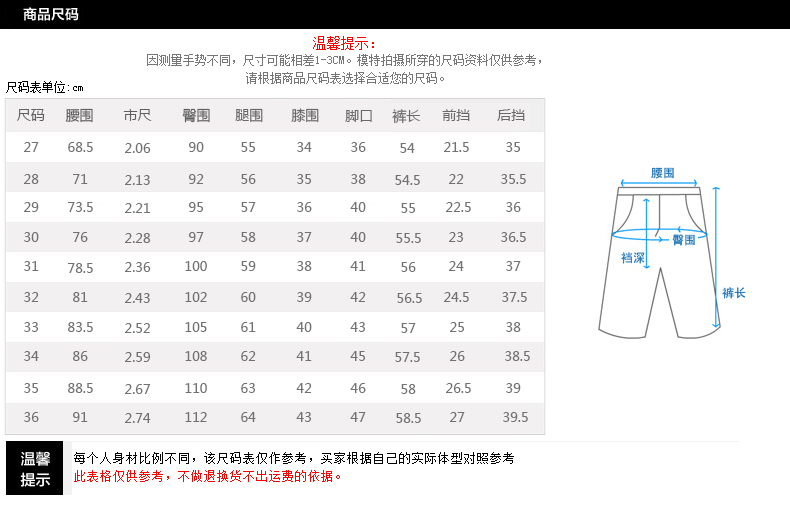 商品尺码
温馨提示：
因测量手势不同，尺寸可能相差1-3CM。模特拍摄所穿的尺码资料仅供参考，
请根据商品尺码表选择合适您的尺码。
尺码表单位:cm
尺码 腰围 市尺 臀围 腿围 膝围 脚口 裤长 前挡 后挡
27 68.5 2.06 90 55 34 36 54 21.5 35
28 71 2.13 92 56 35 38 54.5 22 35.5
29 73.5 2.21 95 57 36 40 55 22.5 36
30 76 2.28 97 58 37 40 55.5 23 36.5
31 78.5 2.36 100 59 38 41 56 24 37
32 81 2.43 102 60 39 42 56.5 24.5 37.5
33 83.5 2.52 105 61 40 43 57 25 38
34 86 2.59 108 62 41 45 57.5 26 38.5
35 88.5 2.67 110 63 42 46 58 26.5 39
36 91 2.74 112 64 43 47 58.5 27 39.5
腰围
臀围
裆深
裤长
温馨
提示
每个人身材比例不同，该尺码表仅作参考，买家根据自己的实际体型对照参考
此表格仅供参考，不做退换货不出运费的依据。